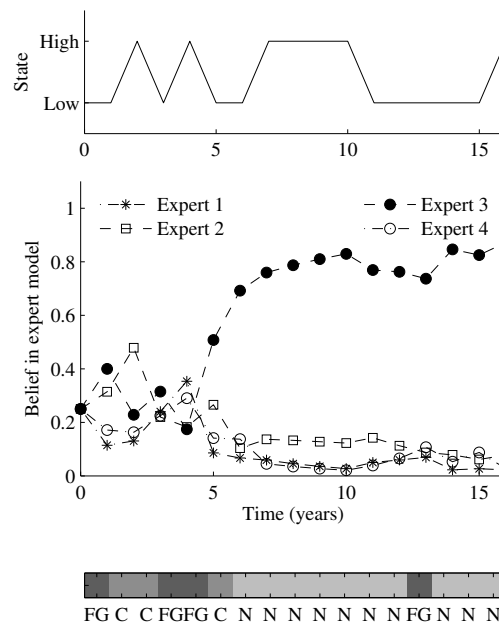 High
State
Low
0 5 10 15
1
Expert 1 Expert 3
Expert 2 Expert 4
0.8
Belief in expert model
0.6
0.4
0.2
0
0 5 10 15
Time (years)
FG C C FGFG C N N N N N N N FG N N N